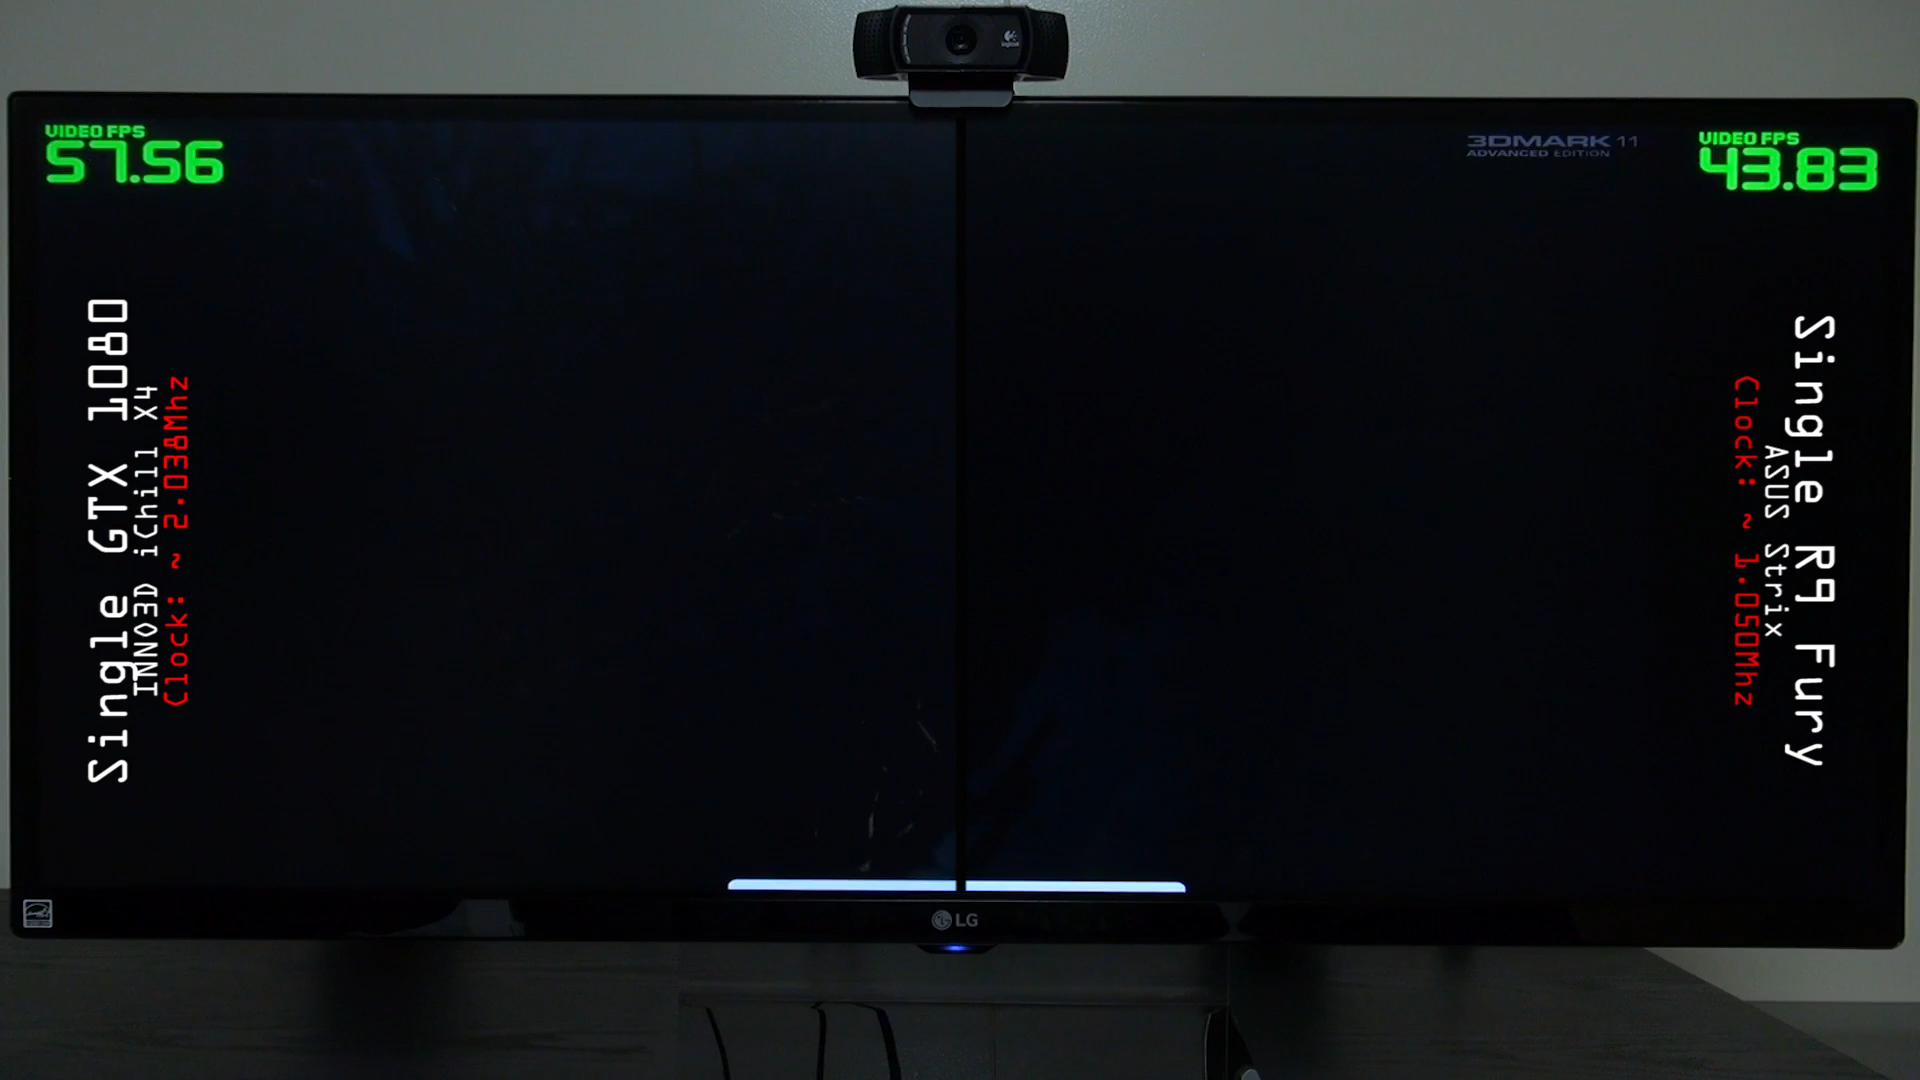 logitech
VIDEO FPS
57.56
3DMARK 11
ADVANCED EDITION
VIDEO FPS
43.83
Single GTX 1080
INNO3D iChill X4
Clock: ~ 2.038Mhz
Single R9 Fury
ASUS Strix
Clock: ~ 1.050Mhz
LG